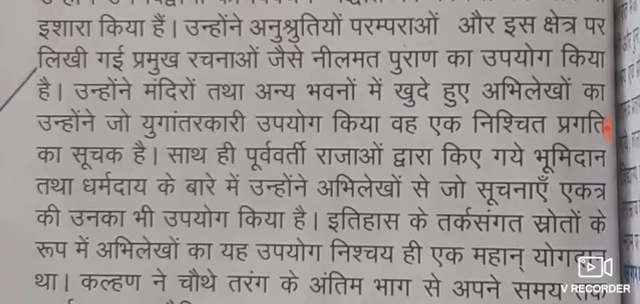 इशारा किया हैं। उन्होंने अनुश्रुतियों परम्पराओं और इस क्षेत्र पर
लिखी गई प्रमुख रचनाओं जैसे नीलमत पुराण का उपयोग किया
है। उन्होंने मंदिरों तथा अन्य भवनों में खुदे हुए अभिलेखों का
उन्होंने जो युगांतरकारी उपयोग किया वह एक निश्चित प्रगति
का सूचक है। साथ ही पूर्ववर्ती राजाओं द्वारा किए गये भूमिदान
तथा धर्मदाय के बारे में उन्होंने अभिलेखों से जो सूचनाएँ एकत्र
की उनका भी उपयोग किया है। इतिहास के तर्कसंगत स्रोतों के
रूप में अभिलेखों का यह उपयोग निश्चय ही एक महान्
था। कल्हण ने चौथे तरंग के अंतिम भाग से अपने समय
V RECORDER